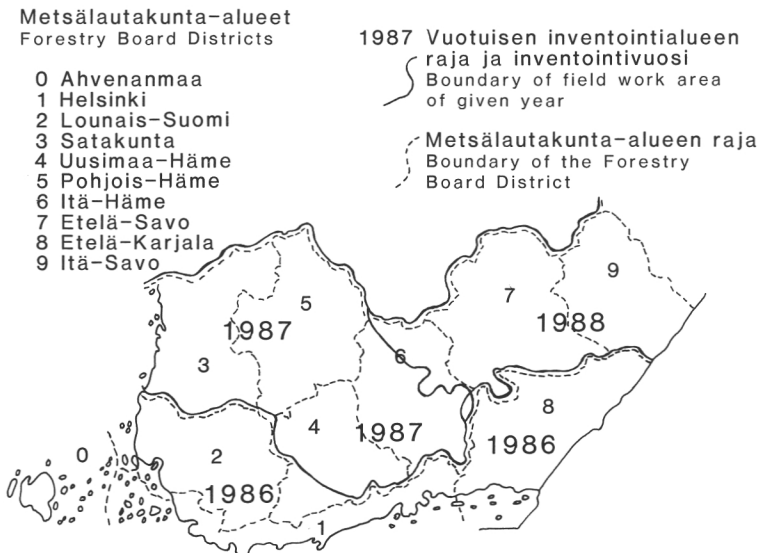 Metsälautakunta-alueet
Forestry Board Districts
0 Ahvenanmaa
1 Helsinki
2 Lounais-Suomi
3 Satakunta
4 Uusimaa-Häme
5 Pohjois-Häme
6 Itä-Häme
7 Etelä-Savo
8 Etelä-Karjala
9 Itä-Savo
1987 Vuotuisen inventointialueen
raja ja inventointivuosi
Boundary of field work area
of given year
Metsälautakunta-alueen raja
Boundary of the Forestry
Board District
9
7
5
1988
1987
6
3
8
4
1987
1986
0
2
1986
1